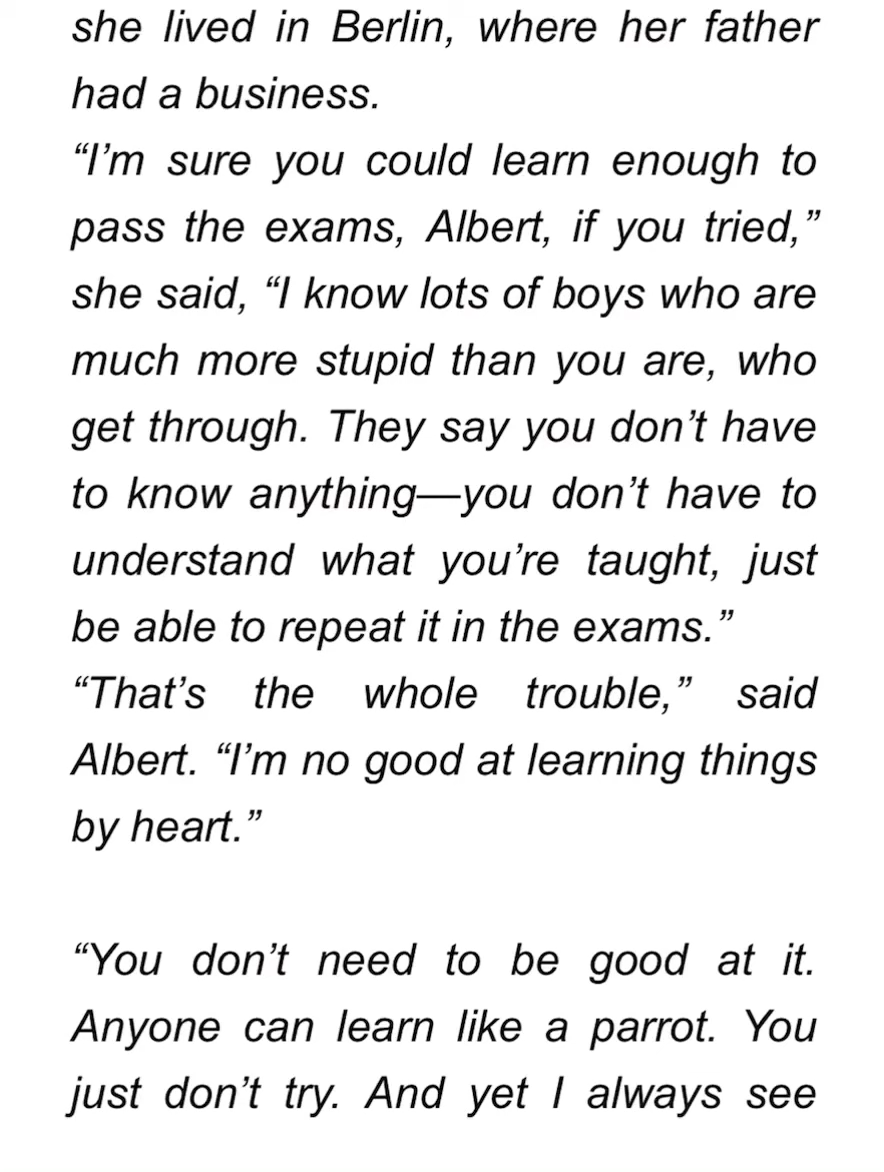 she lived in Berlin, where her father
had a business.
“I’m sure you could learn enough to
pass the exams, Albert, if you tried,”
she said, “I know lots of boys who are
much more stupid than you are, who
get through. They say you don’t have
to know anything—you don’t have to
understand what you’re taught, just
be able to repeat it in the exams.”
“That’s the whole trouble,” said
Albert. “I’m no good at learning things
by heart.”
“You don’t need to be good at it.
Anyone can learn like a parrot. You
just don’t try. And yet I always see